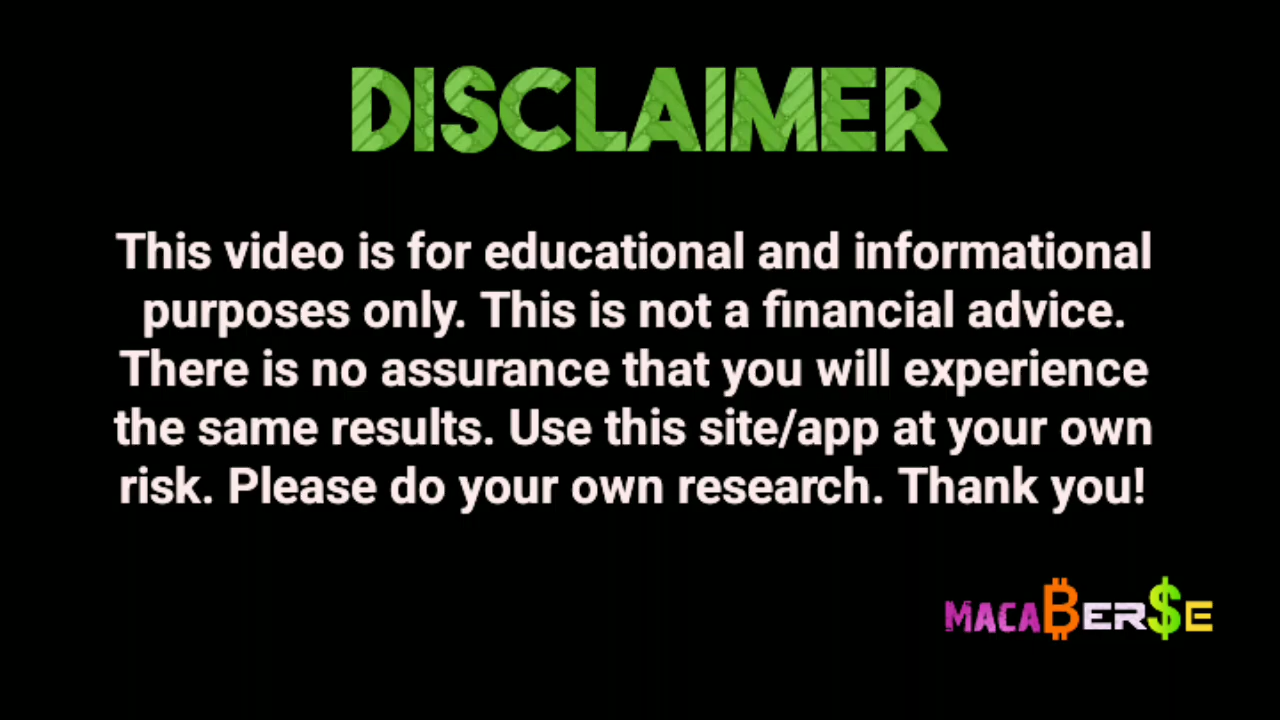 DISCLAIMER
This video is for educational and informational
purposes only. This is not a financial advice.
There is no assurance that you will experience
the same results. Use this site/app at your own
risk. Please do your own research. Thank you!
MACABER$E